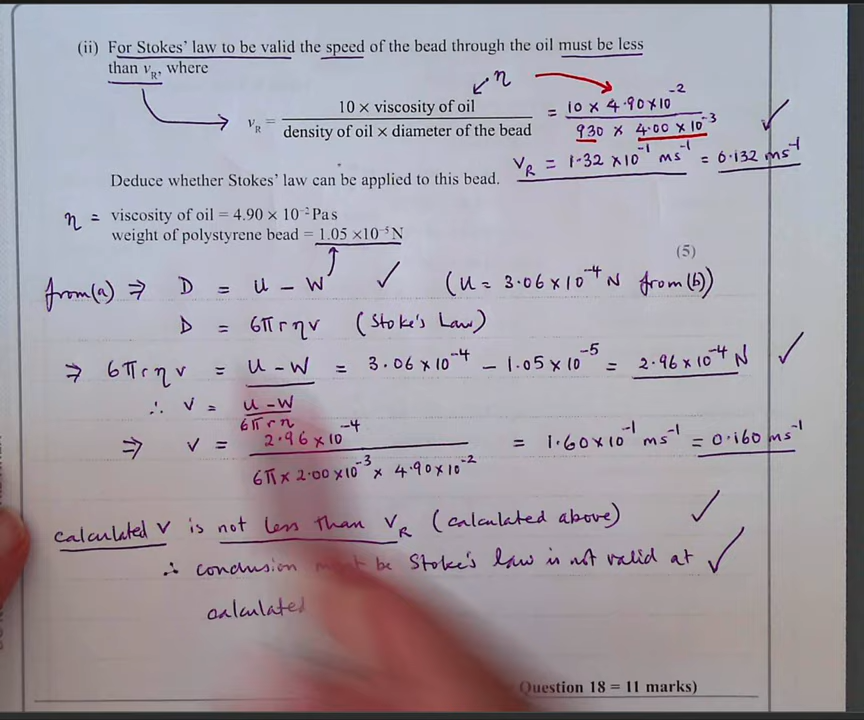 (ii) For Stokes' law to be valid the speed of the bead through the oil must be less
than v_R, where
η
v_R = 10 × viscosity of oil / density of oil × diameter of the bead = 10 × 4.90 × 10⁻² / 930 × 4.00 × 10⁻³ ✓
V_R = 1.32 × 10⁻¹ ms⁻¹ = 0.132 ms⁻¹
Deduce whether Stokes' law can be applied to this bead.
η = viscosity of oil = 4.90 × 10⁻² Pa s
weight of polystyrene bead = 1.05 ×10⁻⁵ N
(5)
from (a) ⇒ D = U − W ✓ (U = 3.06 × 10⁻⁴ N from (b))
D = 6πrηv (Stoke's Law)
⇒ 6πrηv = U − W = 3.06 × 10⁻⁴ − 1.05 × 10⁻⁵ = 2.96 × 10⁻⁴ N ✓
∴ v = U − W / 6πrη
⇒ v = 2.96 × 10⁻⁴ / 6π × 2.00 × 10⁻³ × 4.90 × 10⁻² = 1.60 × 10⁻¹ ms⁻¹ = 0.160 ms⁻¹
calculated v is not less than V_R (calculated above) ✓
∴ conclusion must be Stoke's law is not valid at ✓
calculated
Question 18 = 11 marks)